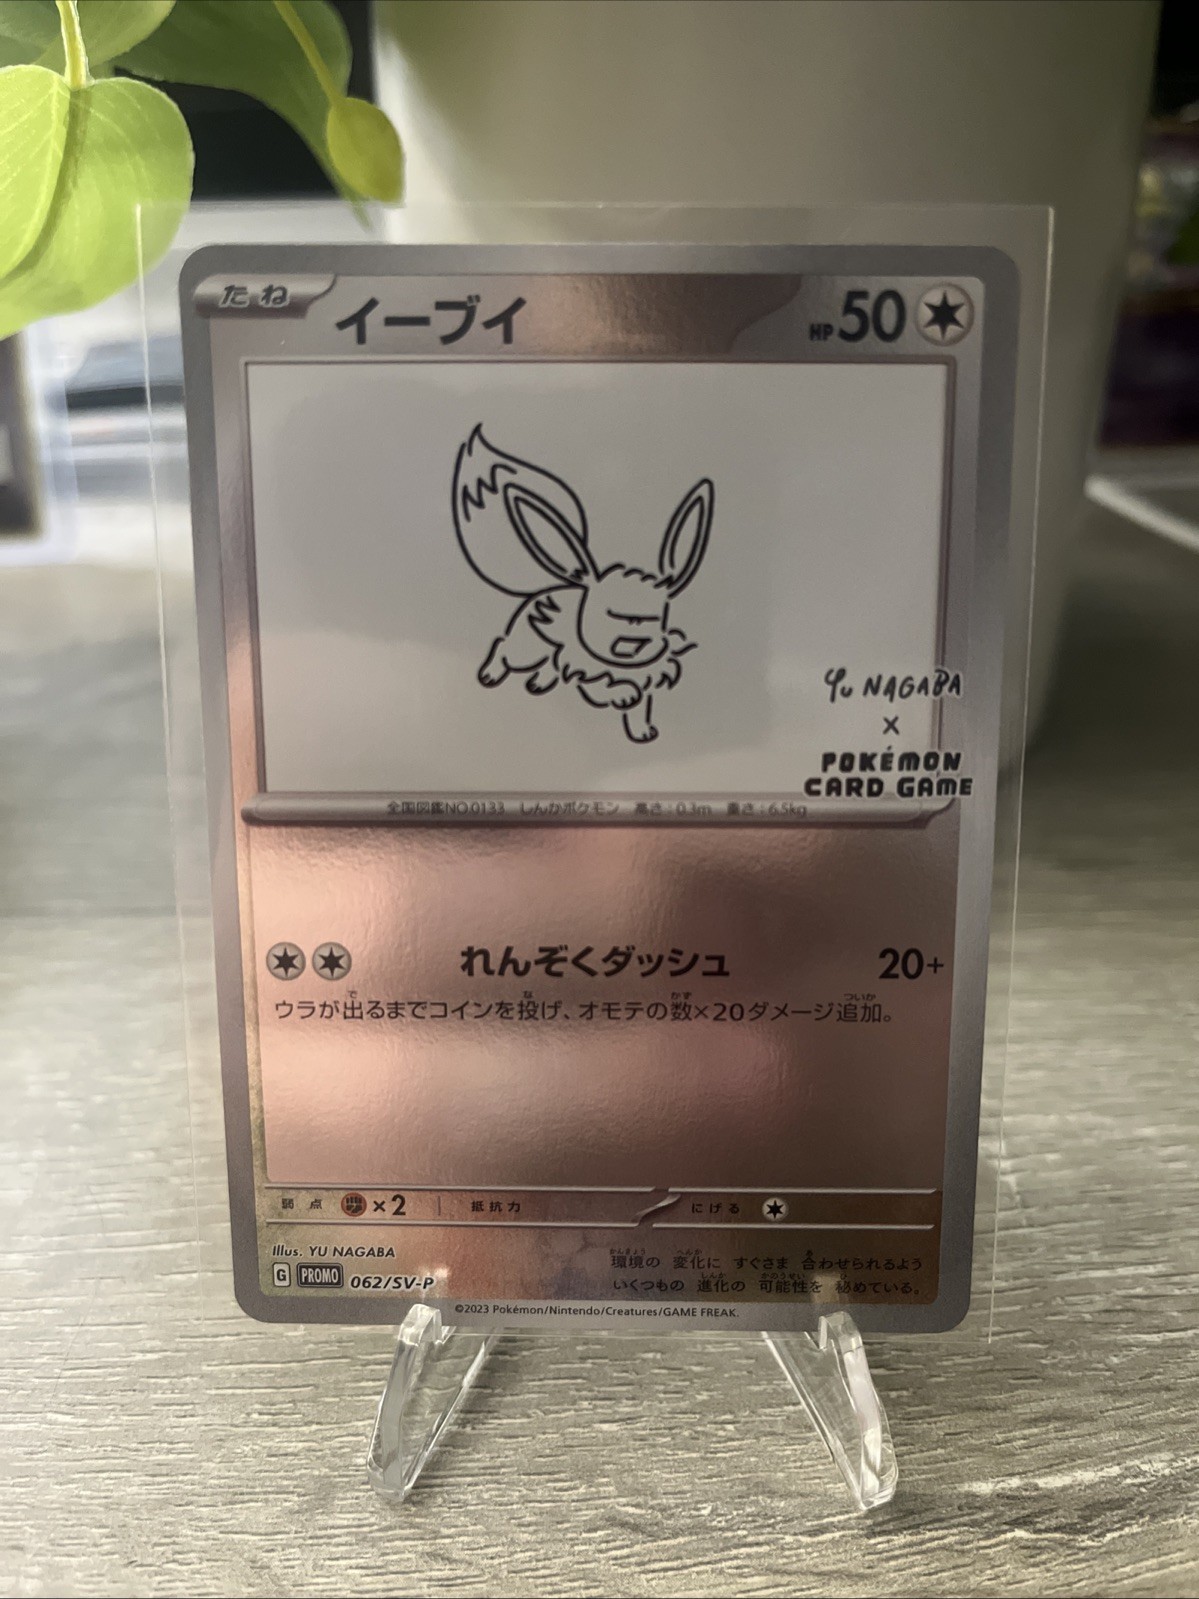 たね
イーブイ
HP 50
Yu NAGABA
×
POKÉMON
CARD GAME
全国図鑑NO.0133 しんかポケモン 高さ:0.3m 重さ:6.5kg
れんぞくダッシュ 20+
ウラが出るまでコインを投げ、オモテの数×20ダメージ追加。
弱点 ×2 抵抗力 にげる
Illus. YU NAGABA
環境の 変化に すぐさま 合わせられるよう
G PROMO 062/SV-P
いくつもの 進化の 可能性を 秘めている。
©2023 Pokémon/Nintendo/Creatures/GAME FREAK.